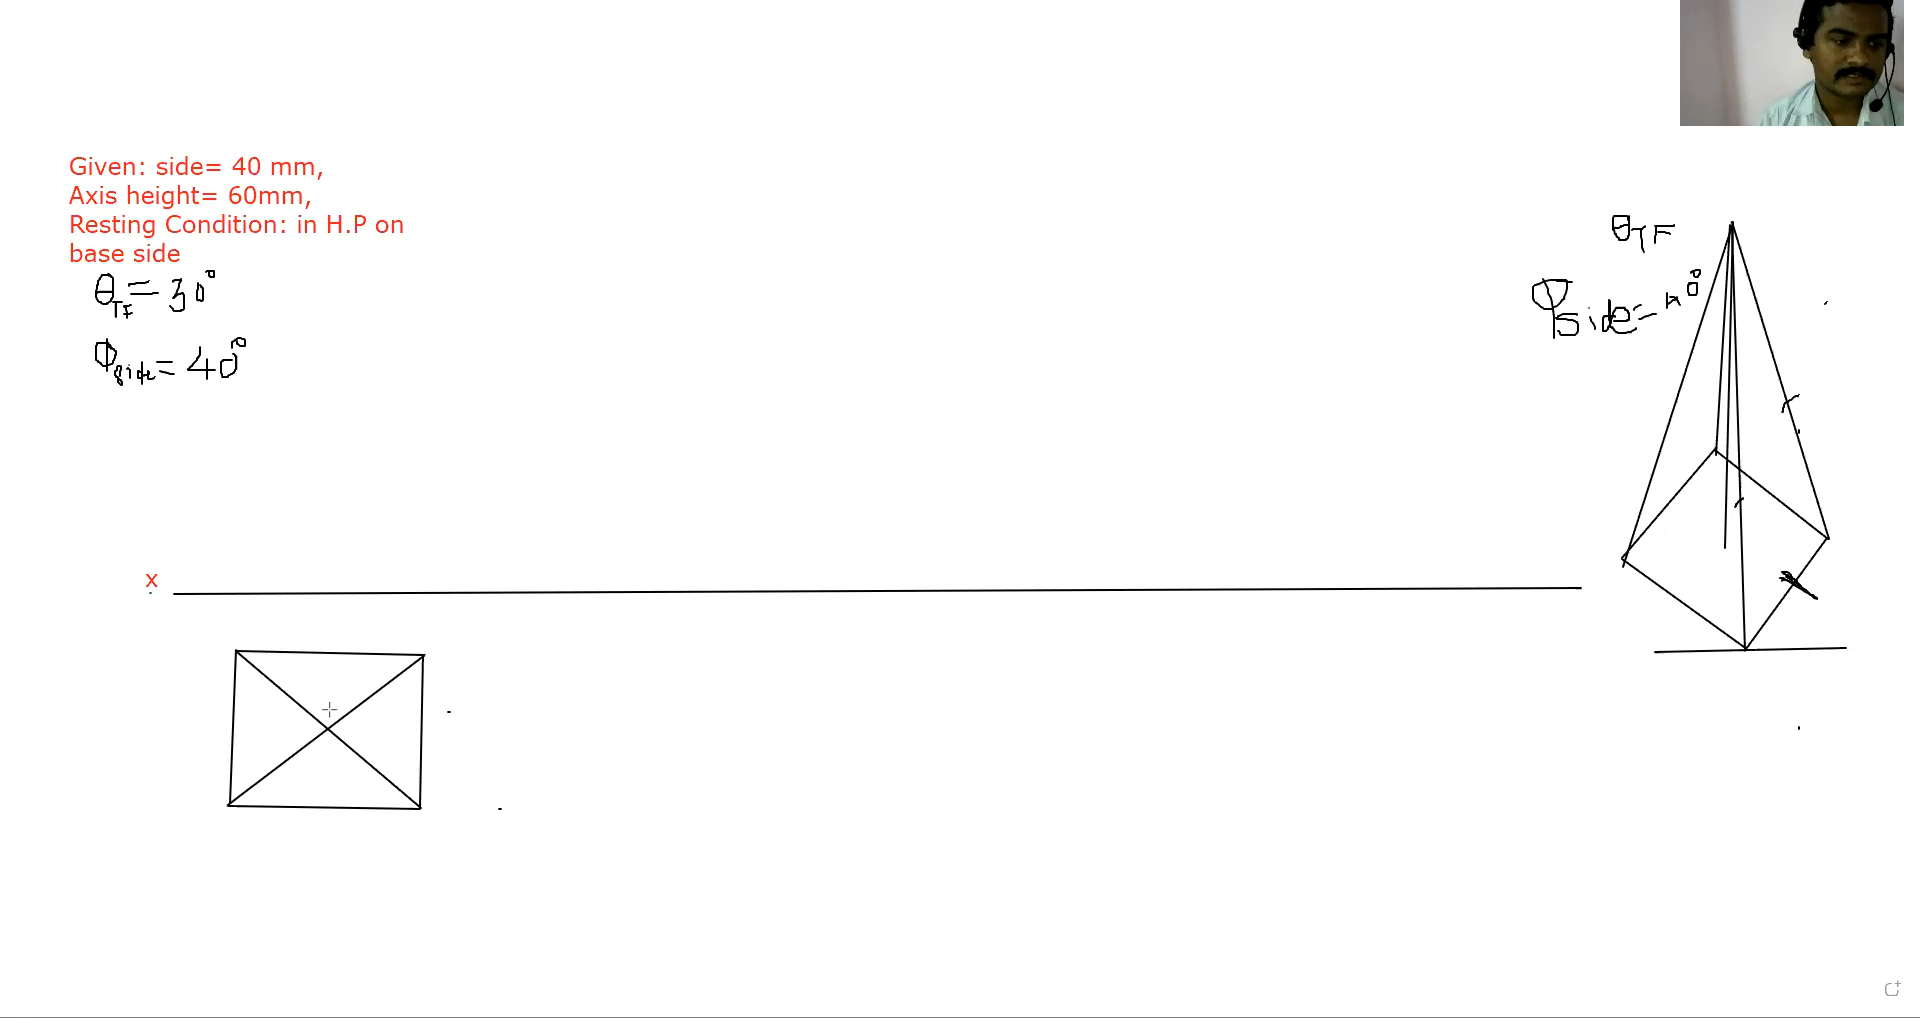 Given: side= 40 mm,
Axis height= 60mm,
Resting Condition: in H.P on
base side
θTF = 30°
Φside = 40°
θTF
Φside=
x